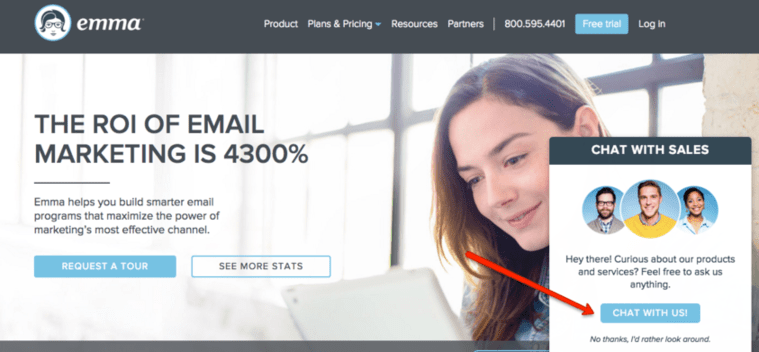 emma
Product Plans & Pricing Resources Partners 800.595.4401 Free trial Log in
THE ROI OF EMAIL
MARKETING IS 4300%
Emma helps you build smarter email
programs that maximize the power of
marketing's most effective channel.
REQUEST A TOUR
SEE MORE STATS
CHAT WITH SALES
Hey there! Curious about our products
and services? Feel free to ask us
anything.
CHAT WITH US!
No thanks, I'd rather look around.